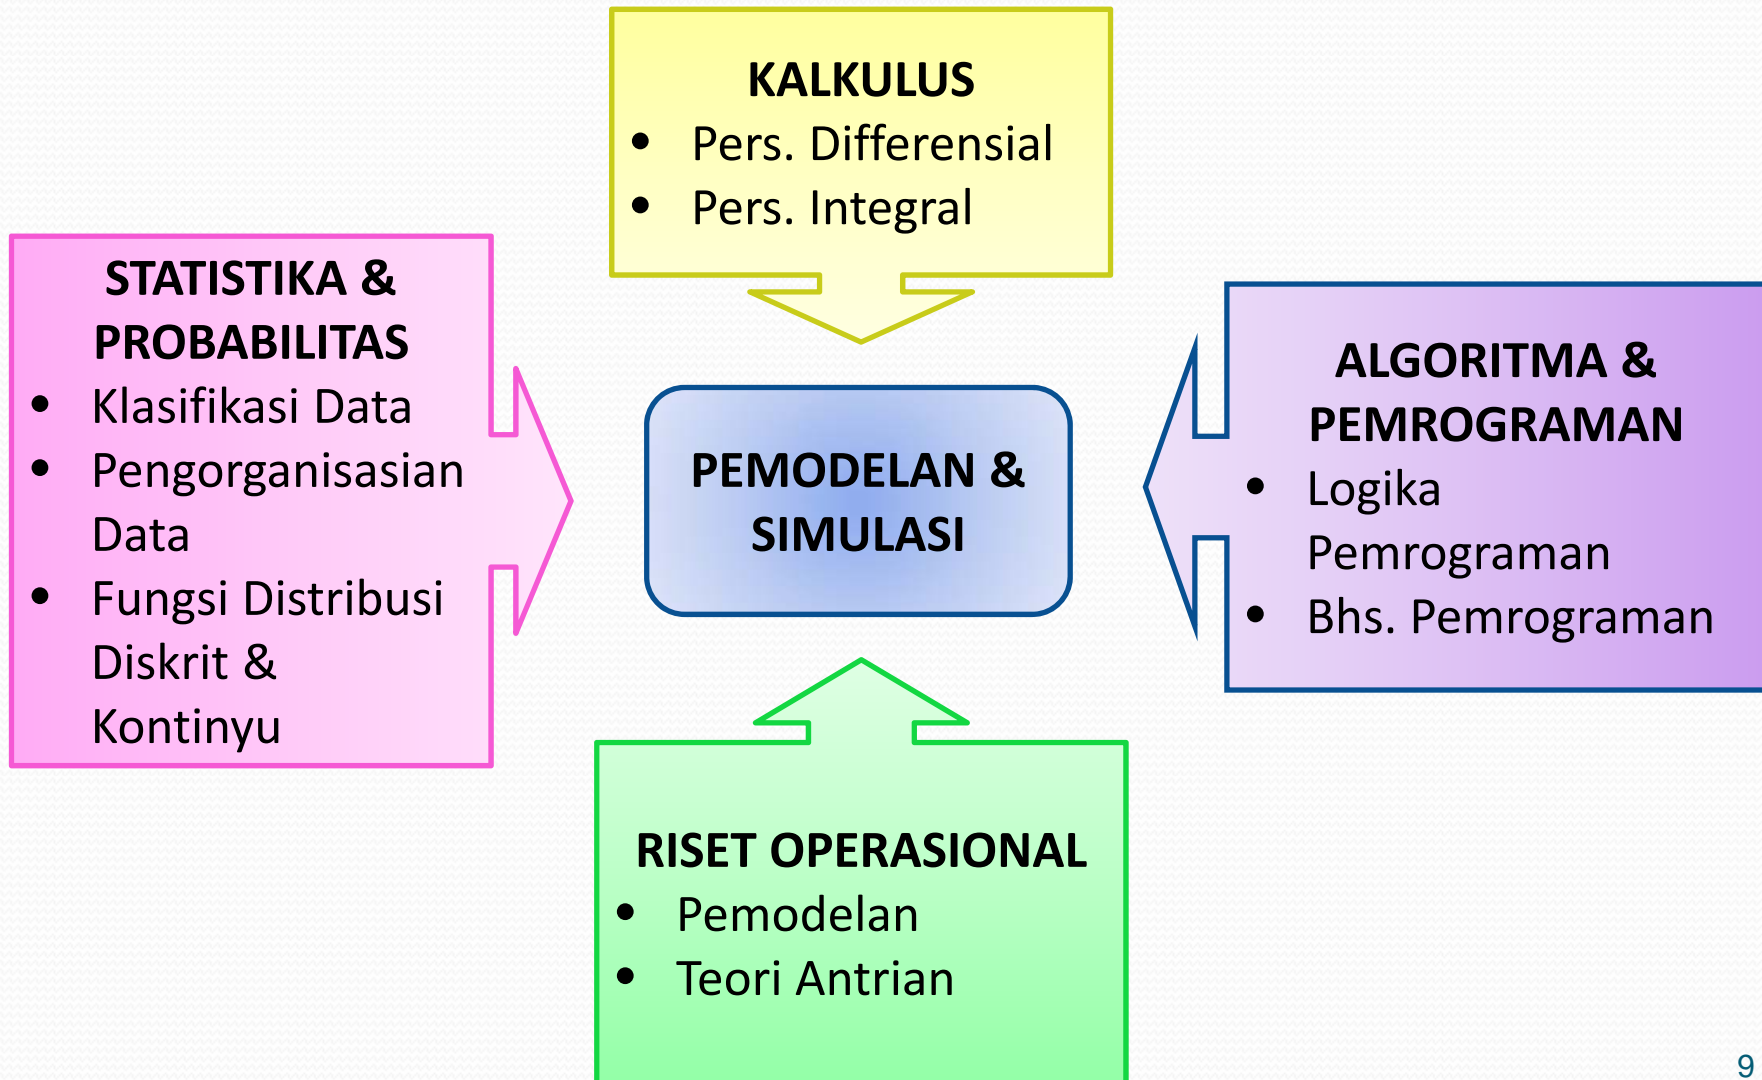 KALKULUS
• Pers. Differensial
• Pers. Integral
STATISTIKA &
PROBABILITAS
• Klasifikasi Data
• Pengorganisasian
Data
• Fungsi Distribusi
Diskrit &
Kontinyu
PEMODELAN &
SIMULASI
ALGORITMA &
PEMROGRAMAN
• Logika
Pemrograman
• Bhs. Pemrograman
RISET OPERASIONAL
• Pemodelan
• Teori Antrian
9